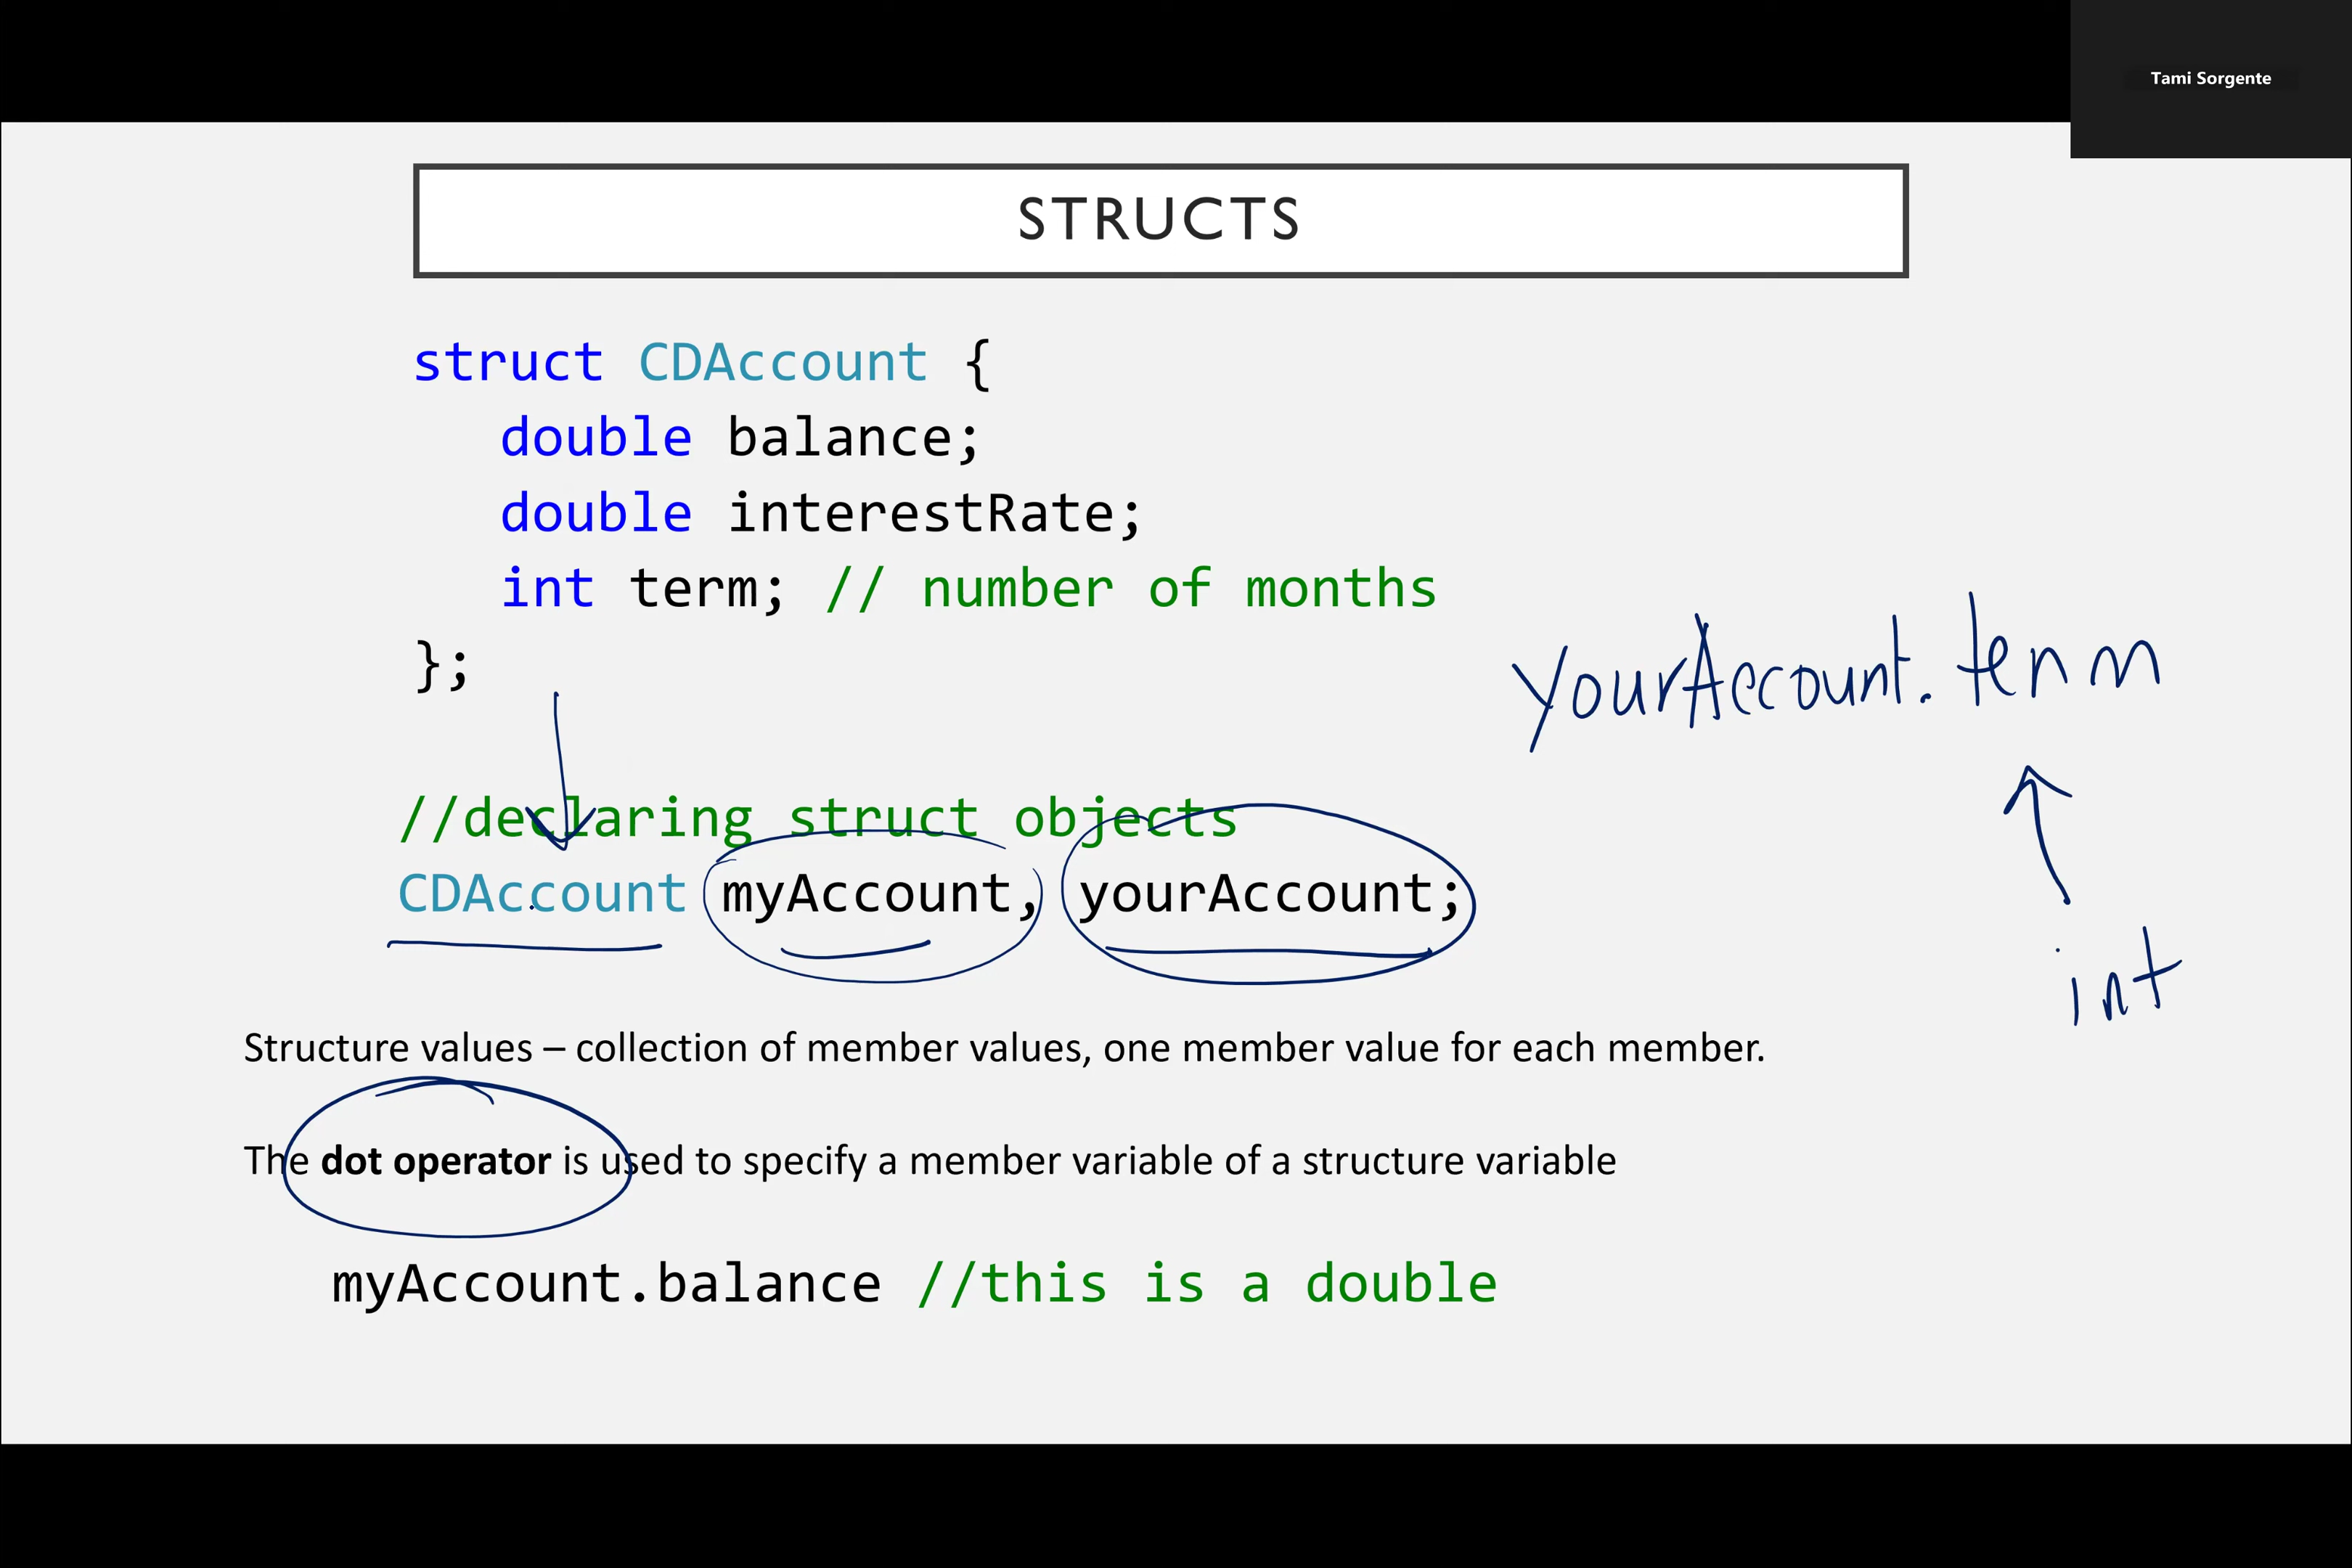 Tami Sorgente
STRUCTS
struct CDAccount {
double balance;
double interestRate;
int term; // number of months
};
yourAccount.term
//declaring struct objects
CDAccount myAccount, yourAccount;
int
Structure values – collection of member values, one member value for each member.
The dot operator is used to specify a member variable of a structure variable
myAccount.balance //this is a double